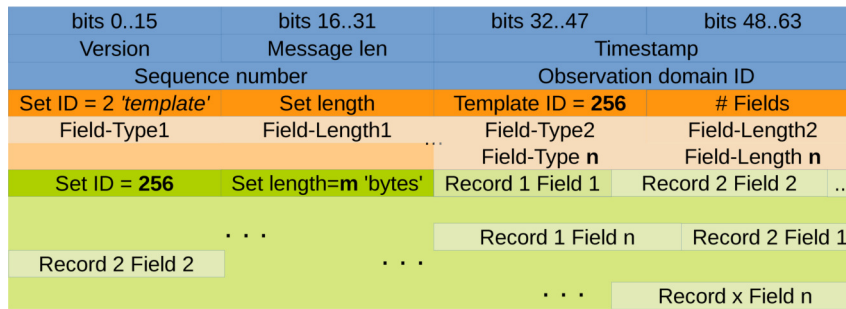 bits 0..15 bits 16..31 bits 32..47 bits 48..63
Version Message len Timestamp
Sequence number Observation domain ID
Set ID = 2 'template' Set length Template ID = 256 # Fields
Field-Type1 Field-Length1 ... Field-Type2 Field-Length2
Field-Type n Field-Length n
Set ID = 256 Set length=m 'bytes' Record 1 Field 1 Record 2 Field 2 ..
. . . Record 1 Field n Record 2 Field 1
Record 2 Field 2 . . .
. . . Record x Field n